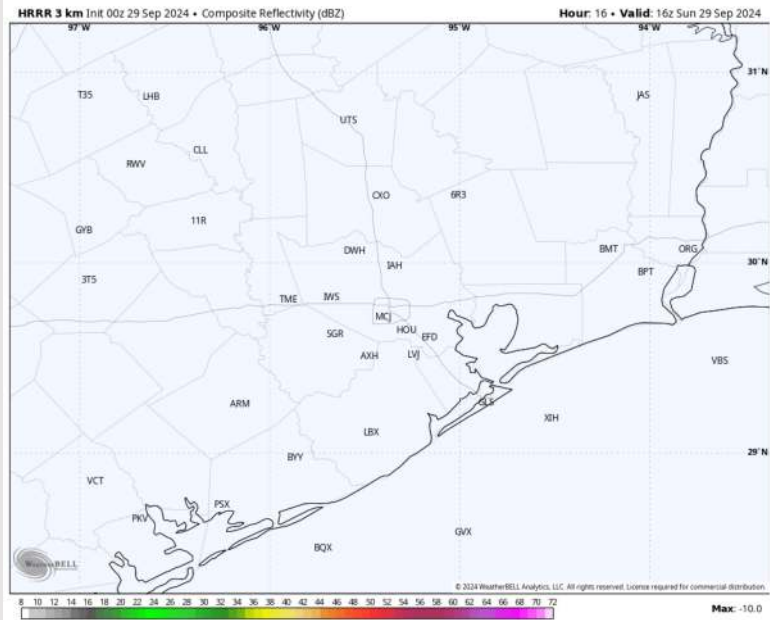 HRRR 3 km Init 00z 29 Sep 2024 • Composite Reflectivity (dBZ)
Hour: 16 • Valid: 16z Sun 29 Sep 2024
97°W 96°W 95°W 94°W
31°N
T35 LHB JAS
UTS
CLL
RWV
CXO 6R3
11R
GYB
DWH BMT ORG
IAH 30°N
BPT
3T5
TME IWS
MCJ
HOU
SGR EFD
AXH LVJ
VBS
GLS
ARM
XIH
LBX
29°N
BYY
VCT
PSX
PKV
GVX
BQX
WeatherBELL
© 2024 WeatherBELL Analytics, LLC. All rights reserved. License required for commercial distribution.
8 10 12 14 16 18 20 22 24 26 28 30 32 34 36 38 40 42 44 46 48 50 52 54 56 58 60 62 64 66 68 70 72
Max: -10.0